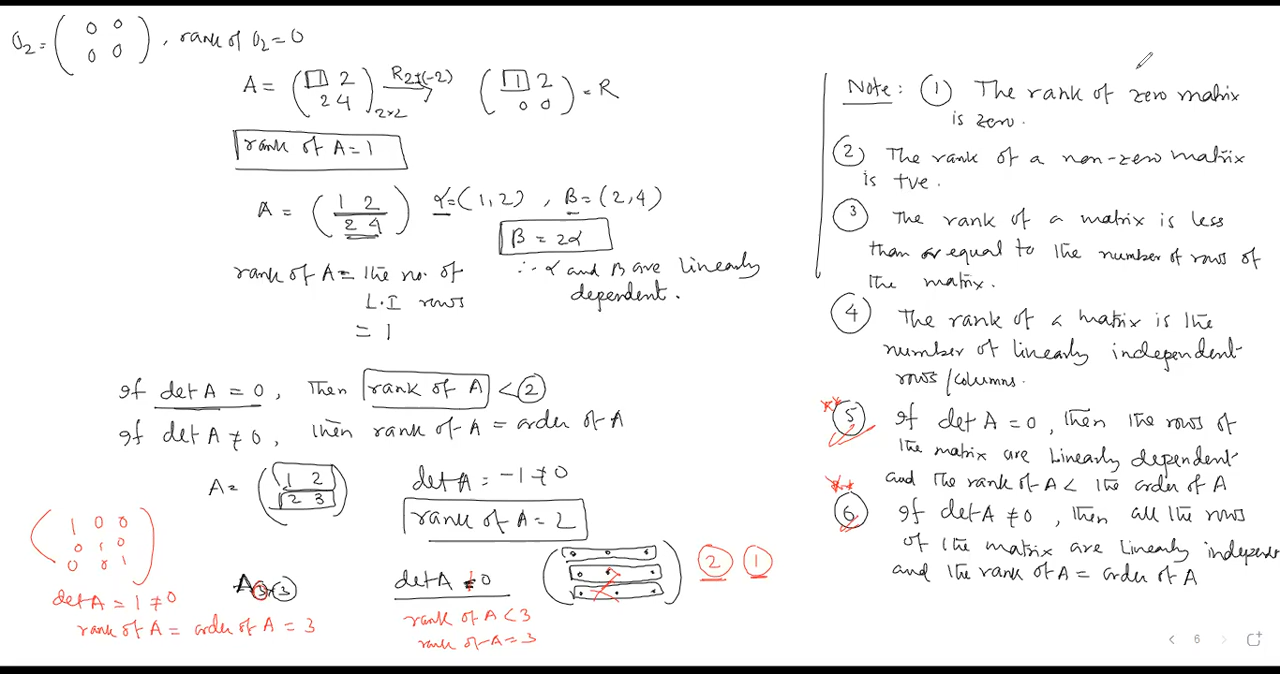 O₂ = ( 0 0 / 0 0 ) , rank of O₂ = 0
A = ( 1 2 / 2 4 )₂ₓ₂ R₂₁(-2) → ( 1 2 / 0 0 ) = R
rank of A = 1
A = ( 1 2 / 2 4 ) α = (1, 2) , β = (2, 4)
β = 2α
∴ α and β are linearly dependent.
rank of A = the no. of
L.I rows
= 1
If det A = 0 , then rank of A < 2
If det A ≠ 0 , then rank of A = order of A
A = ( 1 2 / 2 3 ) det A = -1 ≠ 0
rank of A = 2
( 1 0 0 / 0 1 0 / 0 0 1 )
det A = 1 ≠ 0
rank of A = order of A = 3
A 3×3
det A ≠ 0
rank of A < 3
rank of A = 3
2 1
Note : 1 The rank of zero matrix
is zero.
2 The rank of a non-zero matrix
is +ve.
3 The rank of a matrix is less
than or equal to the number of rows of
the matrix.
4 The rank of a matrix is the
number of linearly independent
rows/columns.
** 5 If det A = 0 , then the rows of
the matrix are linearly dependent
and the rank of A < the order of A
** 6 If det A ≠ 0 , then all the rows
of the matrix are linearly independent
and the rank of A = order of A
< 6 >